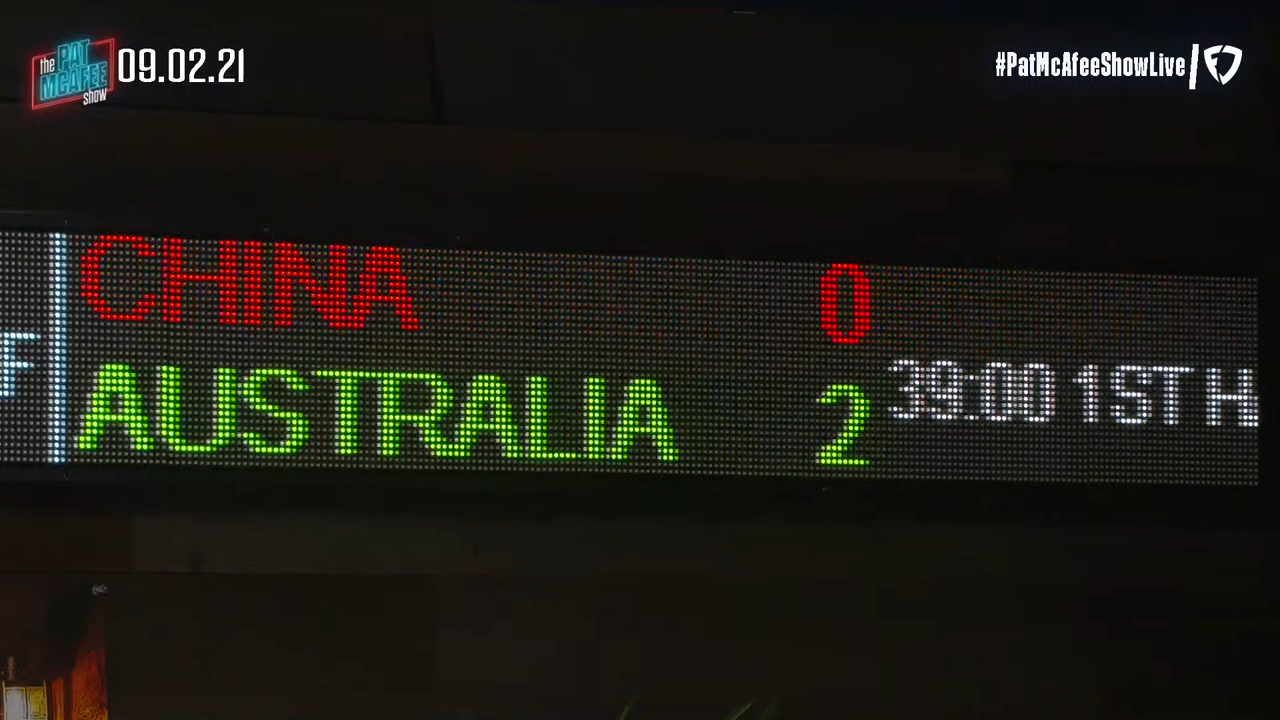 the PAT MCAFEE show
09.02.21
#PatMcAfeeShowLive
F
CHINA 0
AUSTRALIA 2
39:00 1ST H